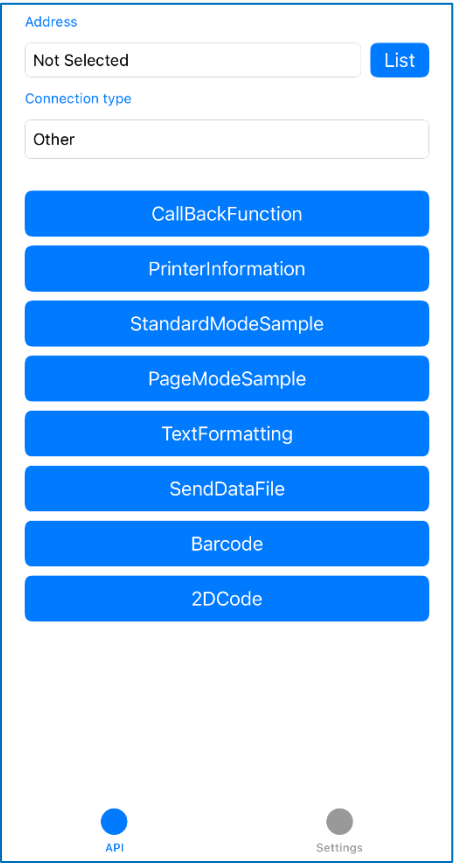 Address
Not Selected
List
Connection type
Other
CallBackFunction
PrinterInformation
StandardModeSample
PageModeSample
TextFormatting
SendDataFile
Barcode
2DCode
API
Settings